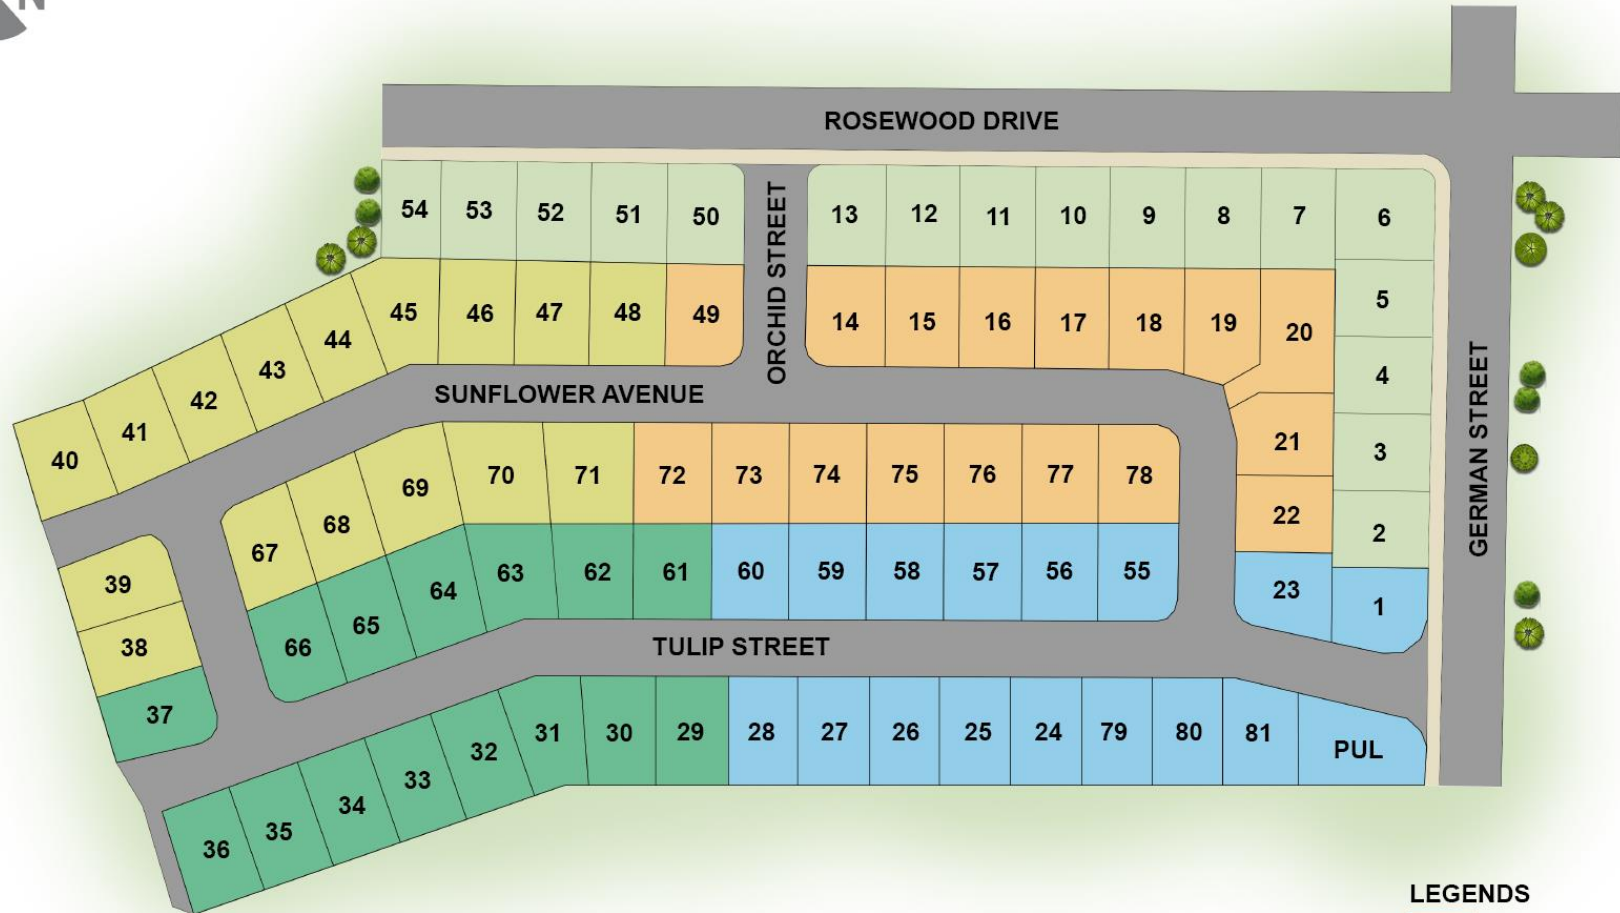 N
ROSEWOOD DRIVE
54 53 52 51 50 ORCHID STREET 13 12 11 10 9 8 7 6
45 46 47 48 49 14 15 16 17 18 19 20 5
44 43 42 41 40
4
SUNFLOWER AVENUE
GERMAN STREET
21 3
67 68 69 70 71 72 73 74 75 76 77 78
22 2
39 38 37
66 65 64 63 62 61 60 59 58 57 56 55 23 1
TULIP STREET
36 35 34 33 32 31 30 29 28 27 26 25 24 79 80 81 PUL
LEGENDS